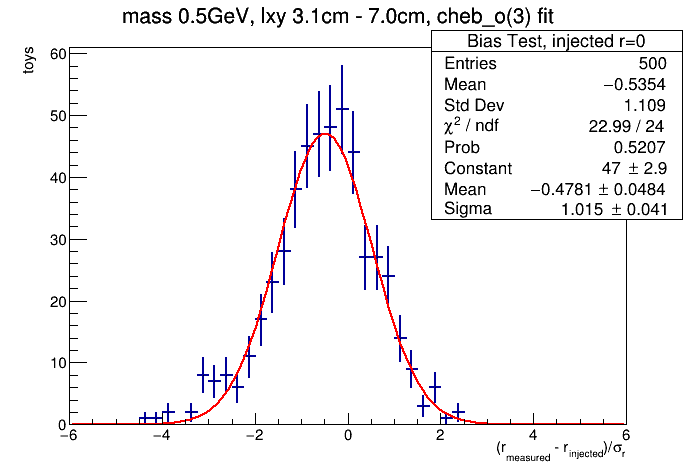 mass 0.5GeV, lxy 3.1cm - 7.0cm, cheb_o(3) fit
Bias Test, injected r=0
Entries 500
Mean −0.5354
Std Dev 1.109
χ² / ndf 22.99 / 24
Prob 0.5207
Constant 47 ± 2.9
Mean −0.4781 ± 0.0484
Sigma 1.015 ± 0.041
toys
60
50
40
30
20
10
0
−6 −4 −2 0 2 4 6
(r_measured - r_injected)/σ_r